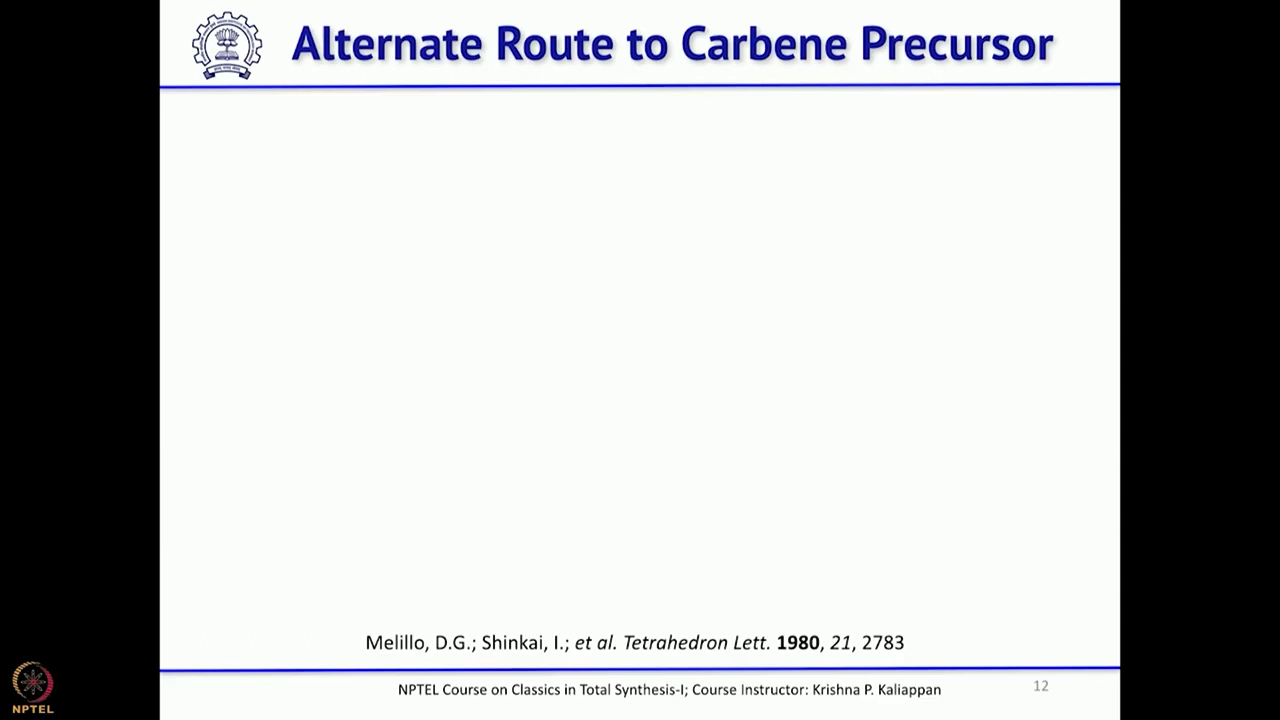 Alternate Route to Carbene Precursor
Melillo, D.G.; Shinkai, I.; et al. Tetrahedron Lett. 1980, 21, 2783
NPTEL Course on Classics in Total Synthesis-I; Course Instructor: Krishna P. Kaliappan
12
NPTEL